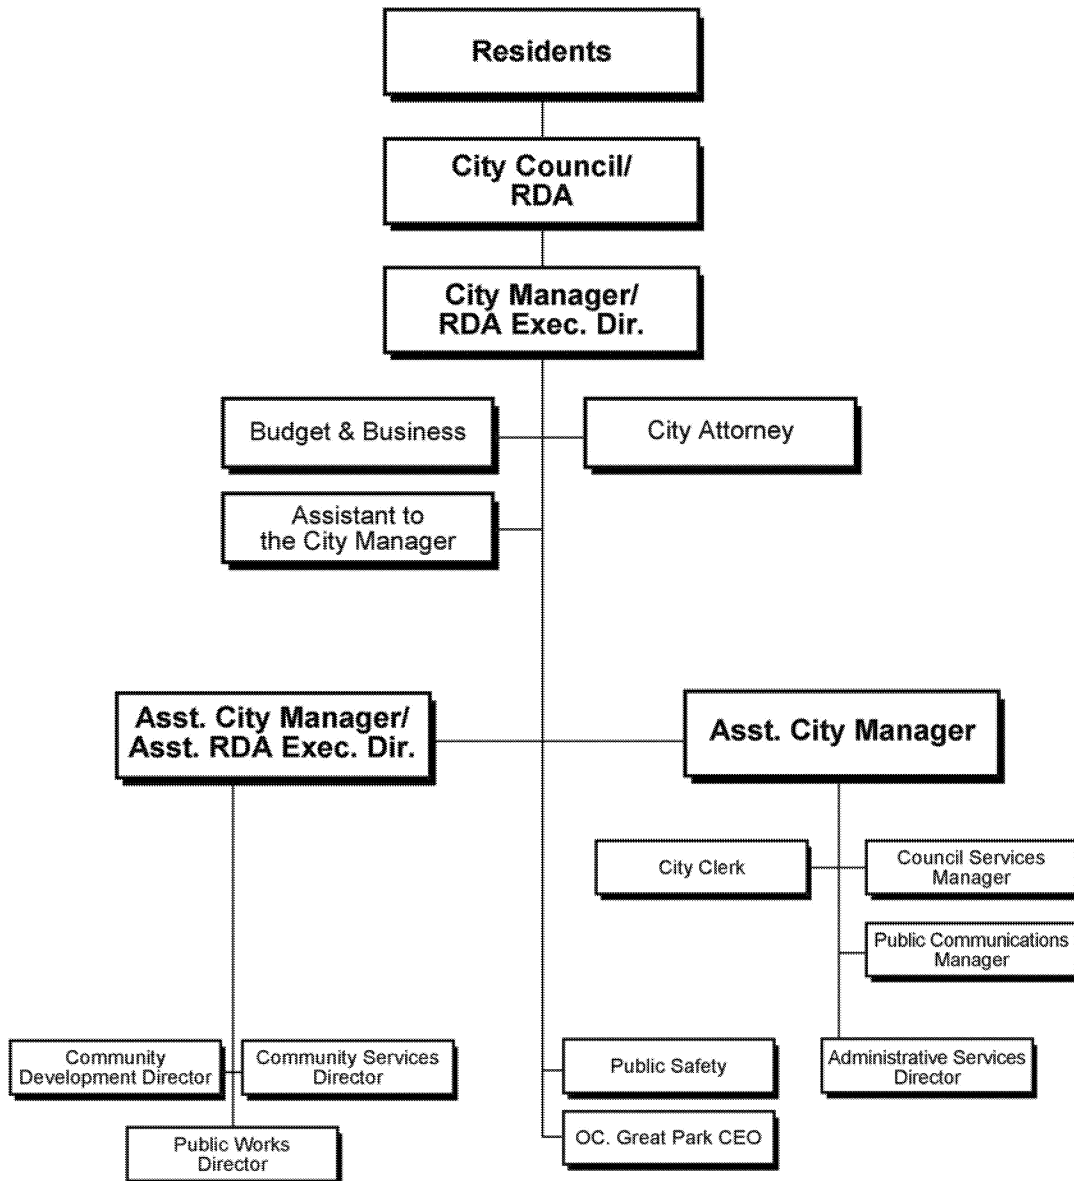 Residents
City Council/
RDA
City Manager/
RDA Exec. Dir.
Budget & Business
City Attorney
Assistant to
the City Manager
Asst. City Manager/
Asst. RDA Exec. Dir.
Asst. City Manager
City Clerk
Council Services
Manager
Public Communications
Manager
Community
Development Director
Community Services
Director
Public Works
Director
Public Safety
OC. Great Park CEO
Administrative Services
Director